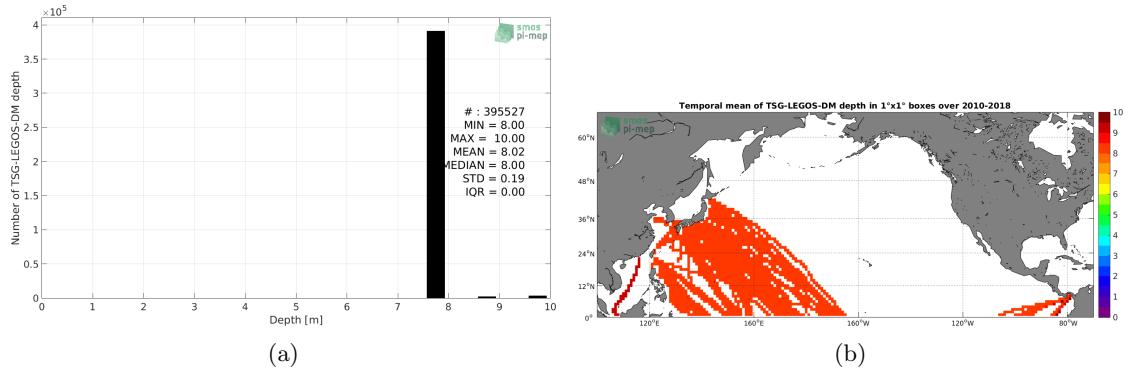 ×10⁵
4
3.5
3
2.5
2
1.5
1
0.5
0
0 1 2 3 4 5 6 7 8 9 10
Number of TSG-LEGOS-DM depth
Depth [m]
smos
pi-mep
# : 395527
MIN = 8.00
MAX = 10.00
MEAN = 8.02
MEDIAN = 8.00
STD = 0.19
IQR = 0.00
(a)
Temporal mean of TSG-LEGOS-DM depth in 1°x1° boxes over 2010-2018
smos
pi-mep
60°N
48°N
36°N
24°N
12°N
0°
120°E 160°E 160°W 120°W 80°W
10
9
8
7
6
5
4
3
2
1
0
(b)